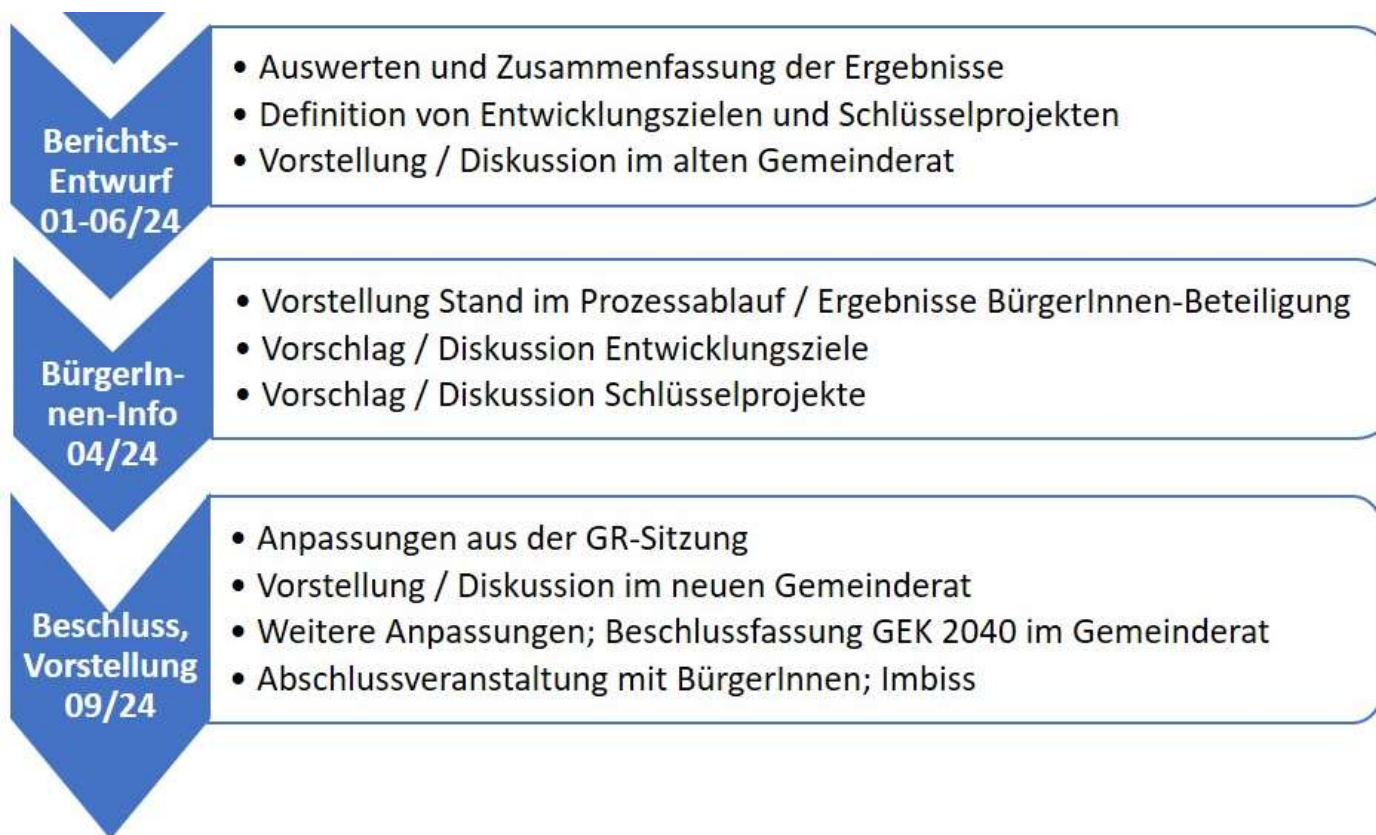 Berichts-
Entwurf
01-06/24
• Auswerten und Zusammenfassung der Ergebnisse
• Definition von Entwicklungszielen und Schlüsselprojekten
• Vorstellung / Diskussion im alten Gemeinderat
BürgerIn-
nen-Info
04/24
• Vorstellung Stand im Prozessablauf / Ergebnisse BürgerInnen-Beteiligung
• Vorschlag / Diskussion Entwicklungsziele
• Vorschlag / Diskussion Schlüsselprojekte
Beschluss,
Vorstellung
09/24
• Anpassungen aus der GR-Sitzung
• Vorstellung / Diskussion im neuen Gemeinderat
• Weitere Anpassungen; Beschlussfassung GEK 2040 im Gemeinderat
• Abschlussveranstaltung mit BürgerInnen; Imbiss